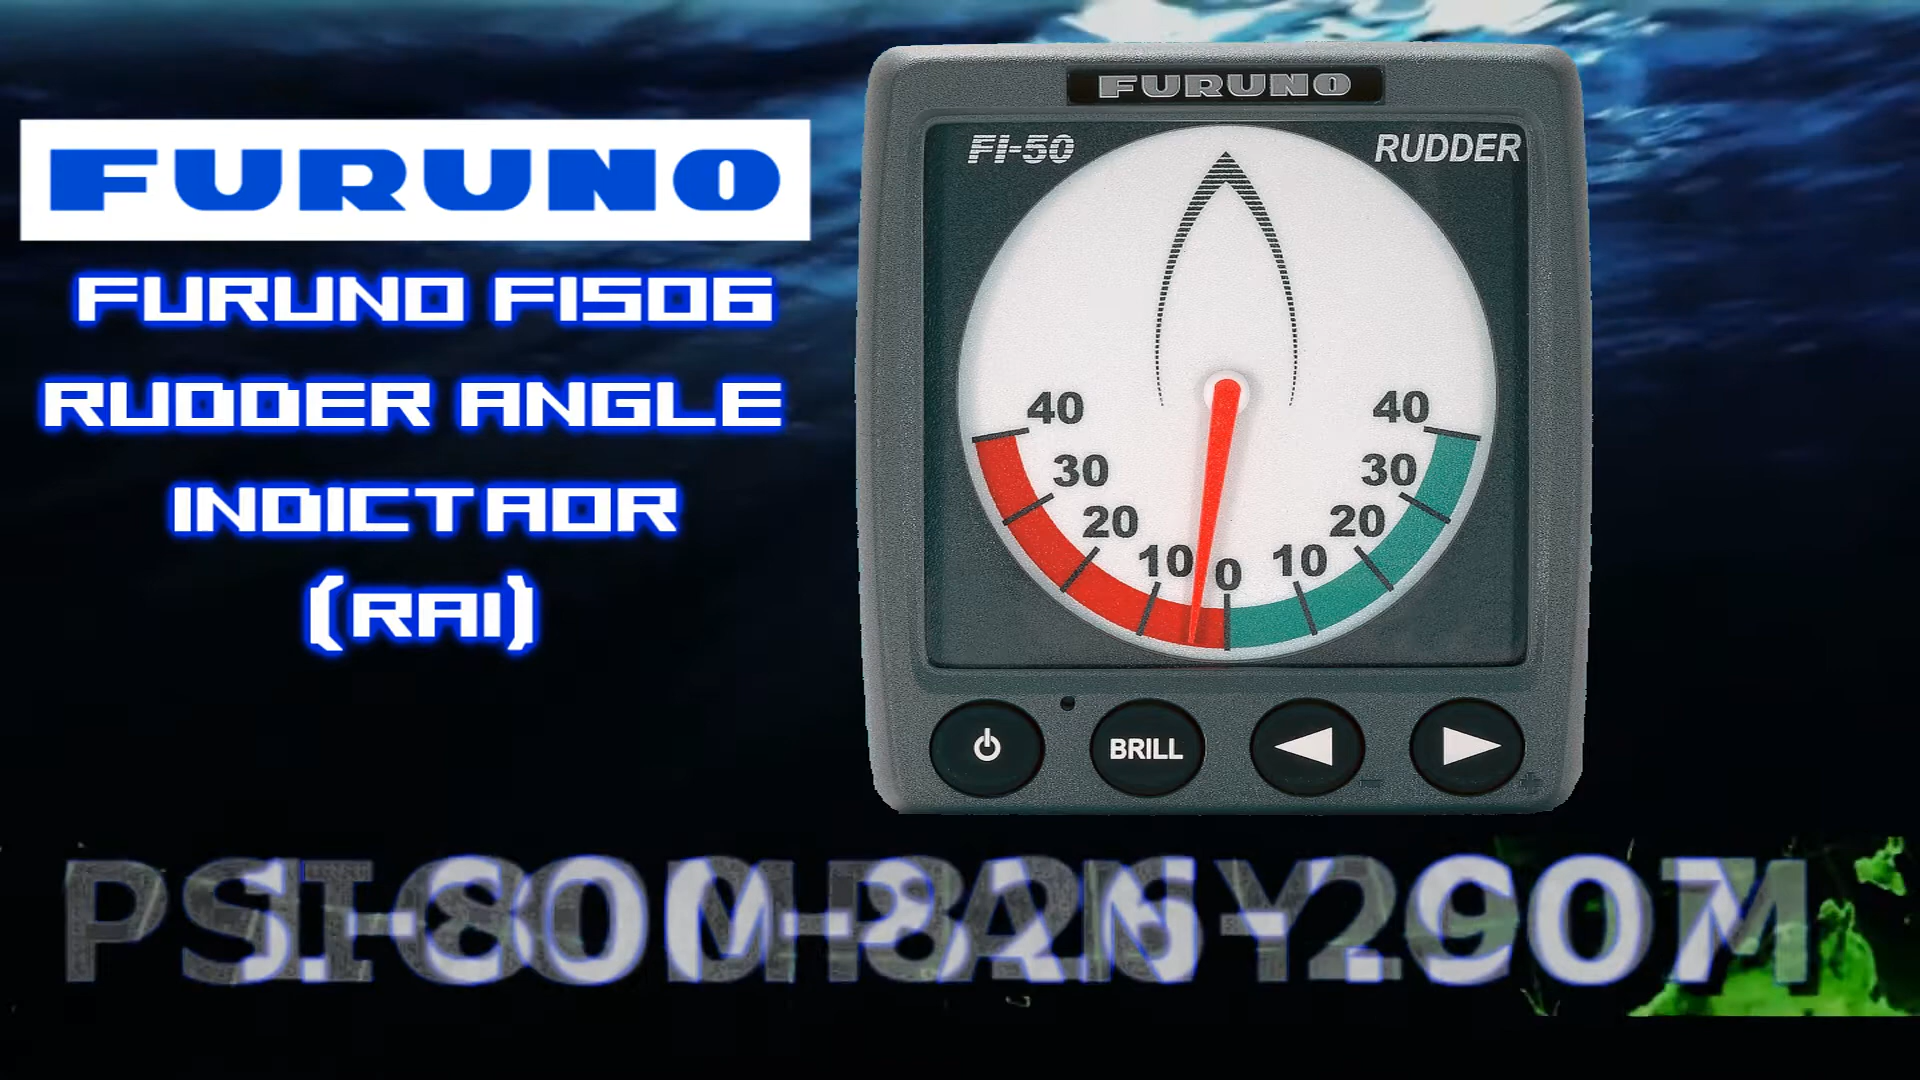 FURUNO
FURUNO FI506
RUDDER ANGLE
INDICTAOR
(RAI)
FURUNO
FI-50 RUDDER
40 40
30 30
20 20
10 0 10
BRILL